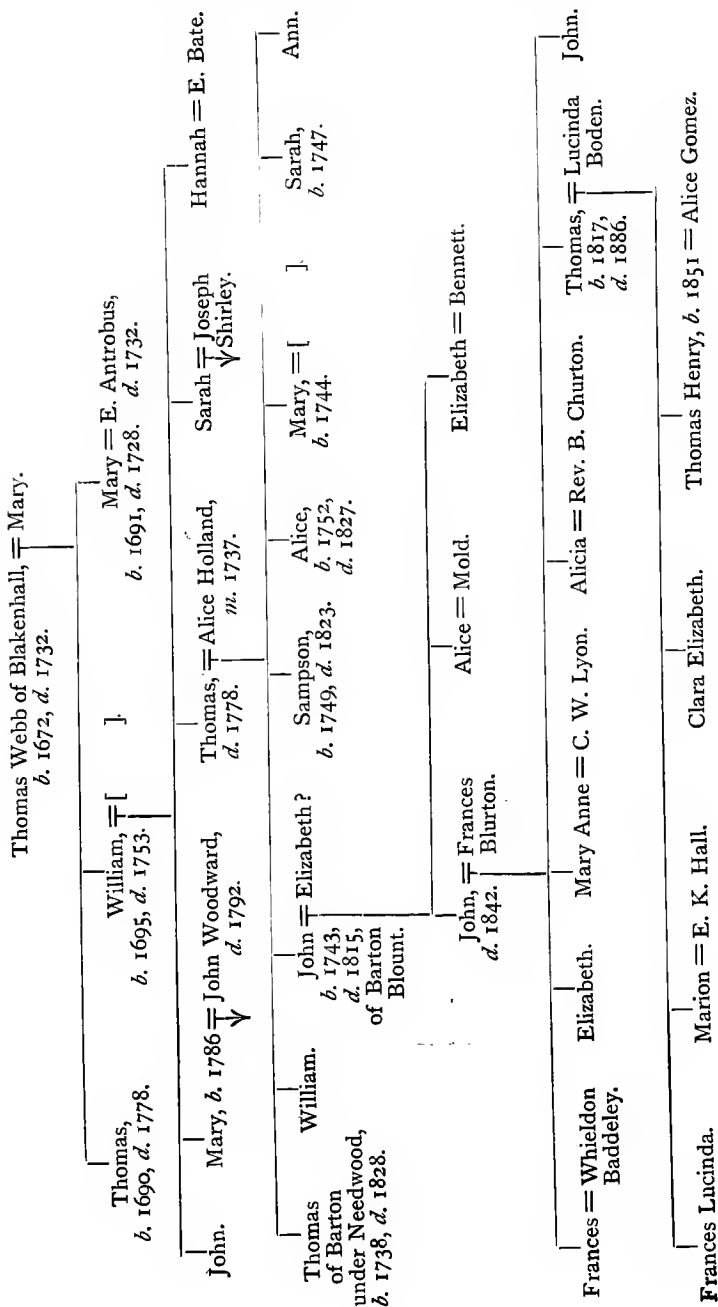 Thomas Webb of Blakenhall, = Mary.
b. 1672, d. 1732.
Thomas,
b. 1690, d. 1778.
William, = [ ].
b. 1695, d. 1753.
Mary = E. Antrobus,
b. 1691, d. 1728. d. 1732.
John.
Mary, b. 1786 = John Woodward,
d. 1792.
Thomas, = Alice Holland,
d. 1778. m. 1737.
Sarah = Joseph
Shirley.
Hannah = E. Bate.
Thomas
of Barton
under Needwood,
b. 1738, d. 1828.
William.
John = Elizabeth?
b. 1743,
d. 1815,
of Barton
Blount.
Sampson,
b. 1749, d. 1823.
Alice,
b. 1752,
d. 1827.
Mary, = [ ].
b. 1744.
Sarah,
b. 1747.
Ann.
John, = Frances
d. 1842. Blurton.
Alice = Mold.
Elizabeth = Bennett.
Frances = Whieldon
Baddeley.
Elizabeth.
Mary Anne = C. W. Lyon.
Alicia = Rev. B. Churton.
Thomas, = Lucinda
b. 1817, Boden.
d. 1886.
John.
Frances Lucinda.
Marion = E. K. Hall.
Clara Elizabeth.
Thomas Henry, b. 1851 = Alice Gomez.